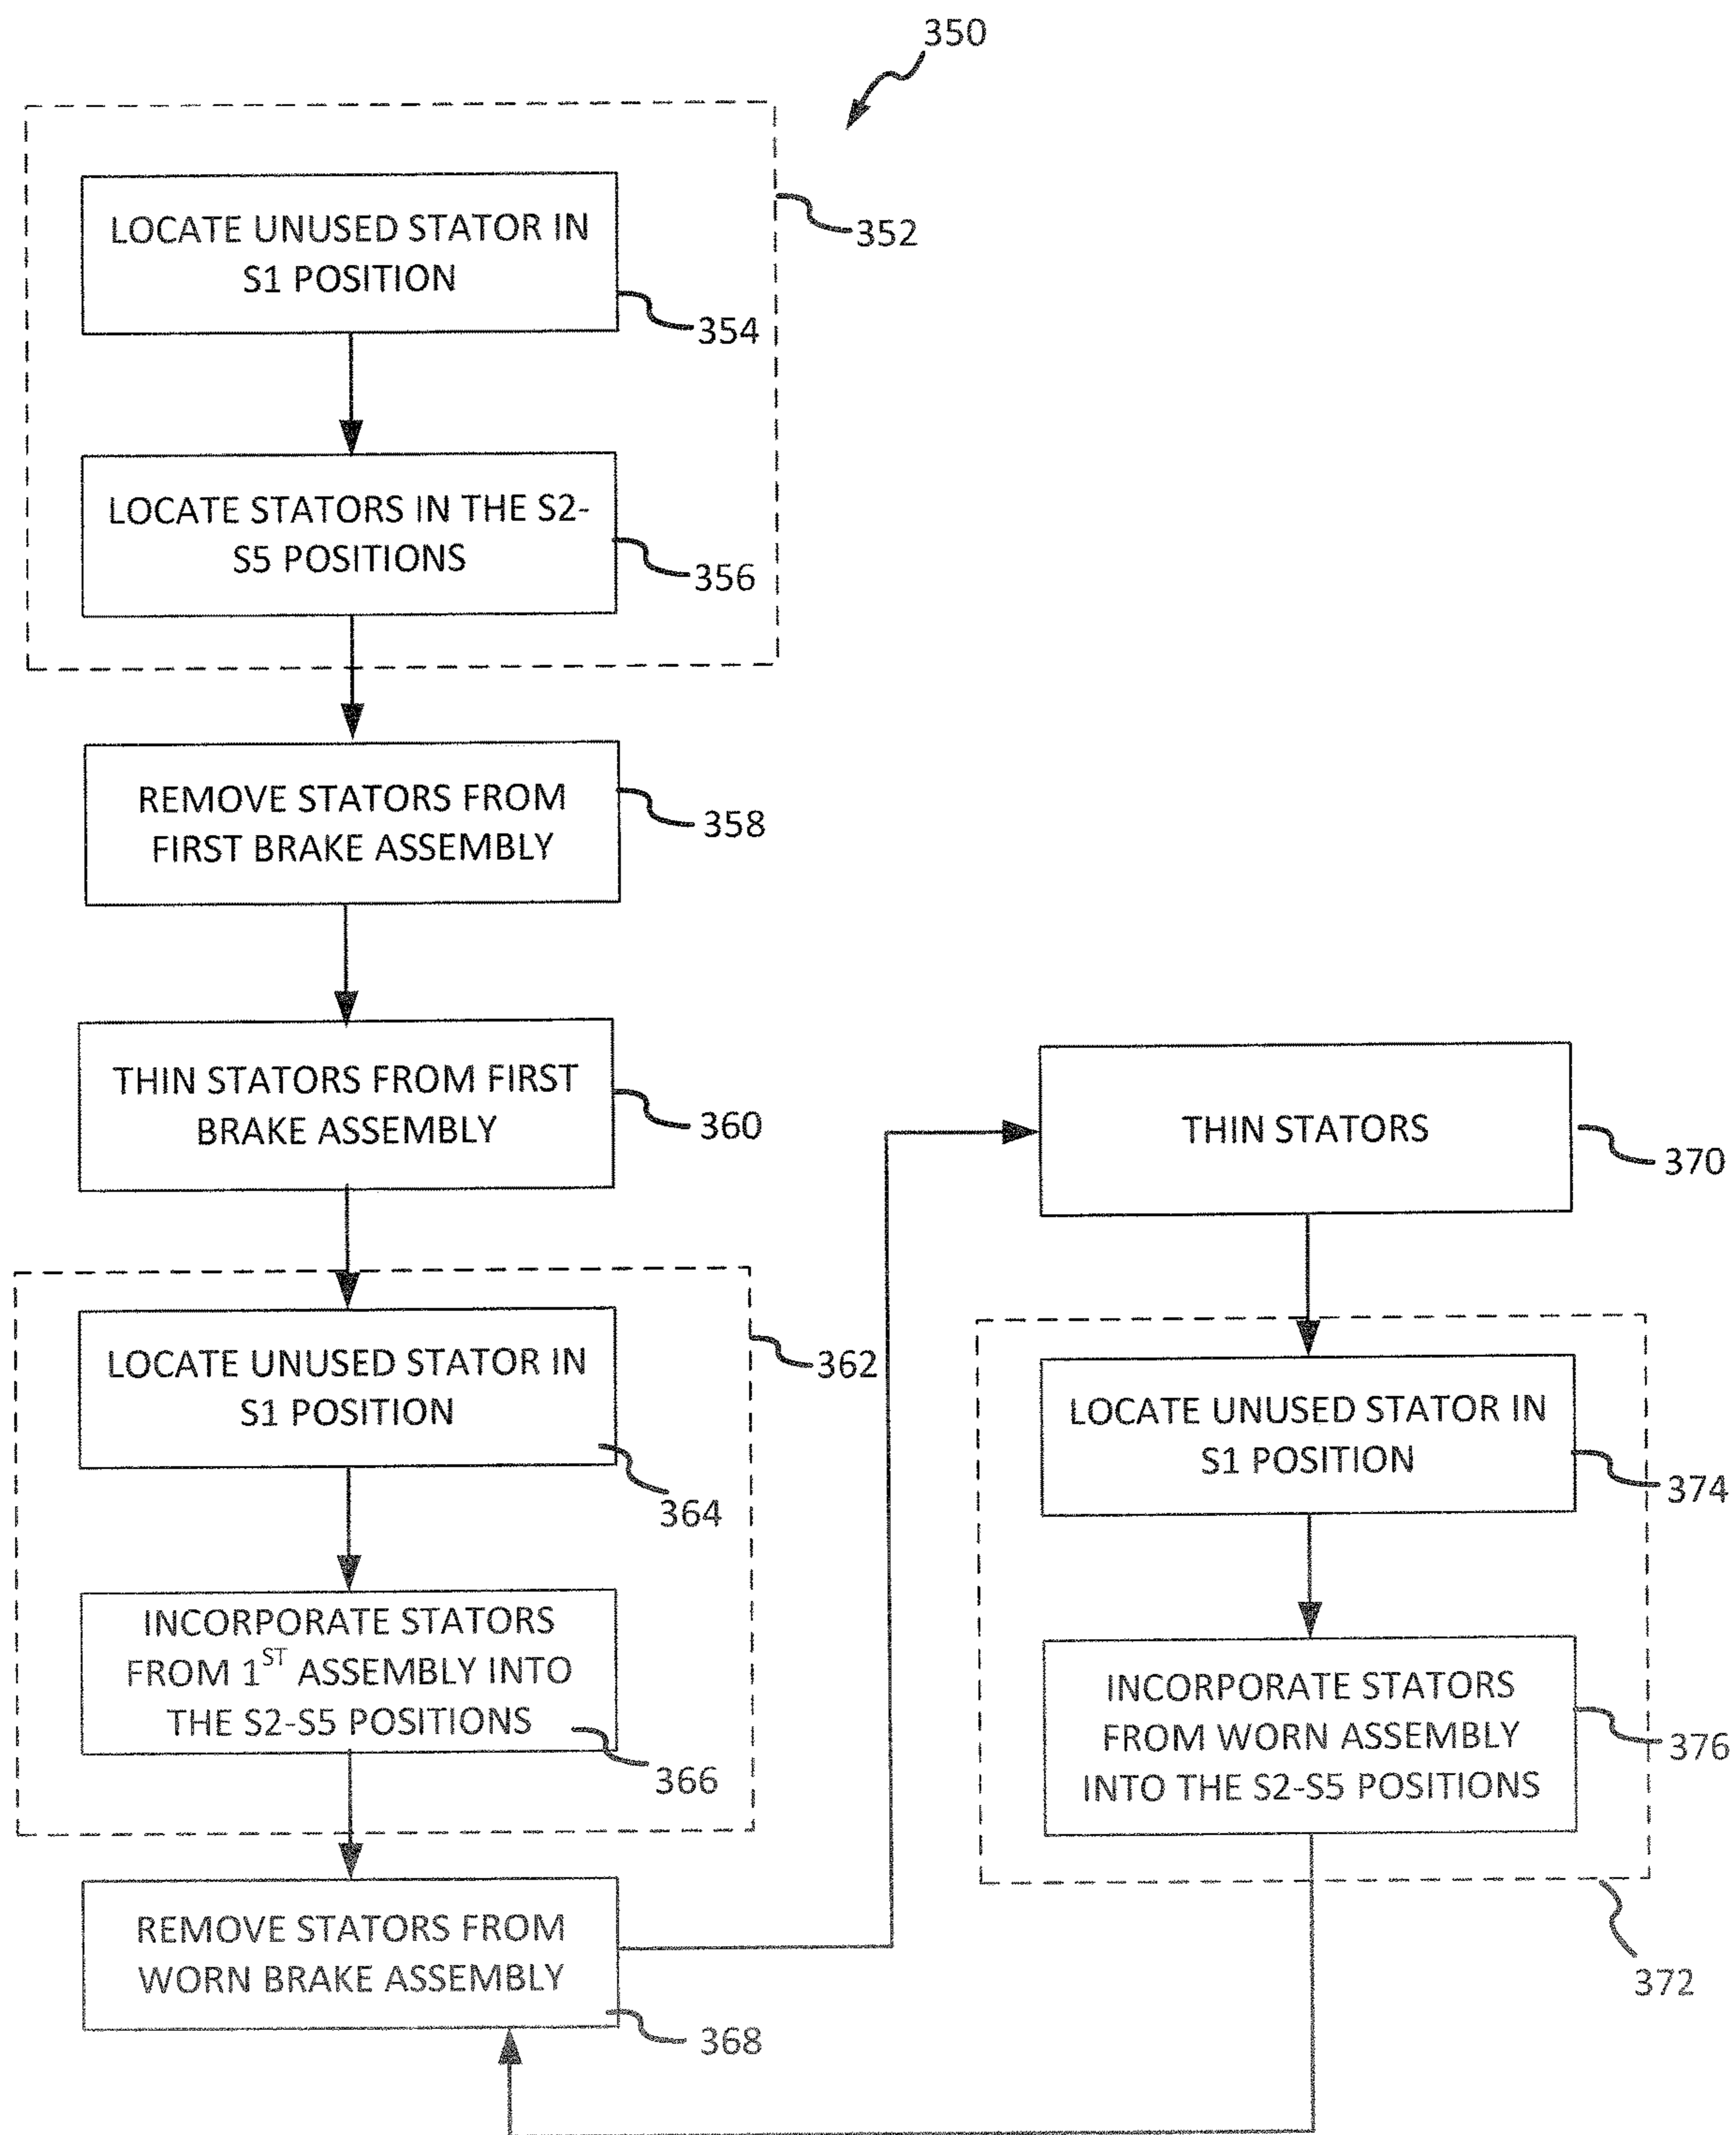 350
352
LOCATE UNUSED STATOR IN
S1 POSITION
354
LOCATE STATORS IN THE S2-
S5 POSITIONS
356
REMOVE STATORS FROM
FIRST BRAKE ASSEMBLY
358
THIN STATORS FROM FIRST
BRAKE ASSEMBLY
360
362
LOCATE UNUSED STATOR IN
S1 POSITION
364
INCORPORATE STATORS
FROM 1ST ASSEMBLY INTO
THE S2-S5 POSITIONS
366
REMOVE STATORS FROM
WORN BRAKE ASSEMBLY
368
THIN STATORS
370
LOCATE UNUSED STATOR IN
S1 POSITION
374
INCORPORATE STATORS
FROM WORN ASSEMBLY
INTO THE S2-S5 POSITIONS
376
372